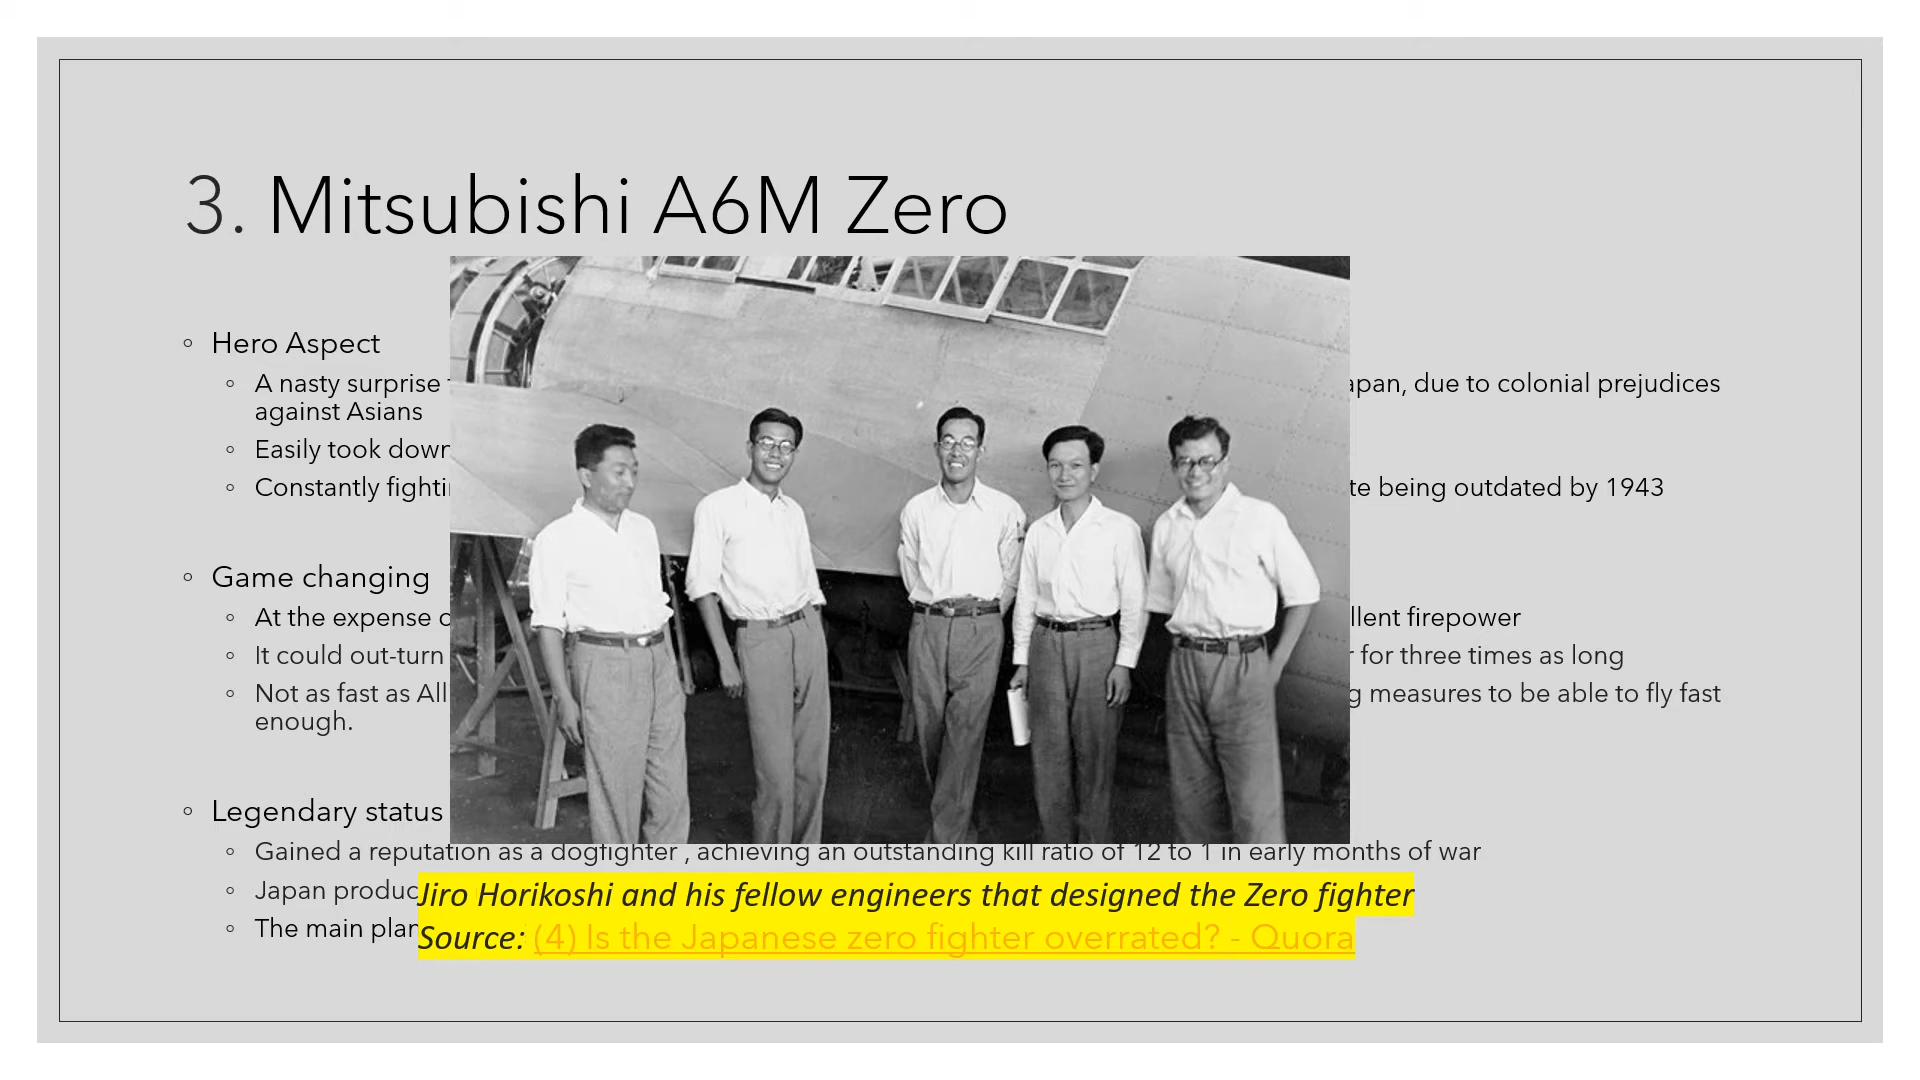 3. Mitsubishi A6M Zero
Hero Aspect
A nasty surprise apan, due to colonial prejudices
against Asians
Easily took down
Constantly fighti te being outdated by 1943
Game changing
At the expense llent firepower
It could out-turn for three times as long
Not as fast as All g measures to be able to fly fast
enough.
Legendary status
Gained a reputation as a dogfighter , achieving an outstanding kill ratio of 12 to 1 in early months of war
Japan produc
Jiro Horikoshi and his fellow engineers that designed the Zero fighter
The main plan
Source: (4) Is the Japanese zero fighter overrated? - Quora